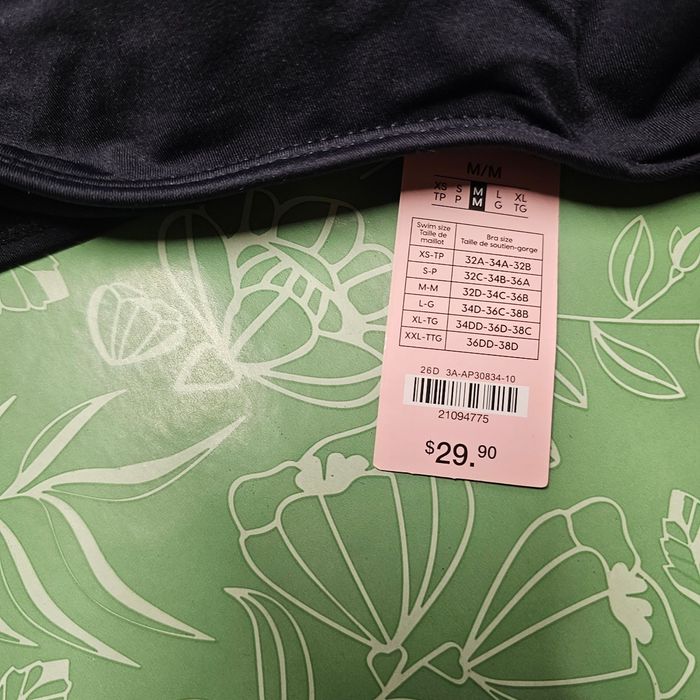 M/M
XS S M L XL
TP P M G TG
Swim size Bra size
Taille de maillot Taille de soutien-gorge
XS-TP 32A-34A-32B
S-P 32C-34B-36A
M-M 32D-34C-36B
L-G 34D-36C-38B
XL-TG 34DD-36D-38C
XXL-TTG 36DD-38D
26D 3A-AP30834-10
21094775
$29.90